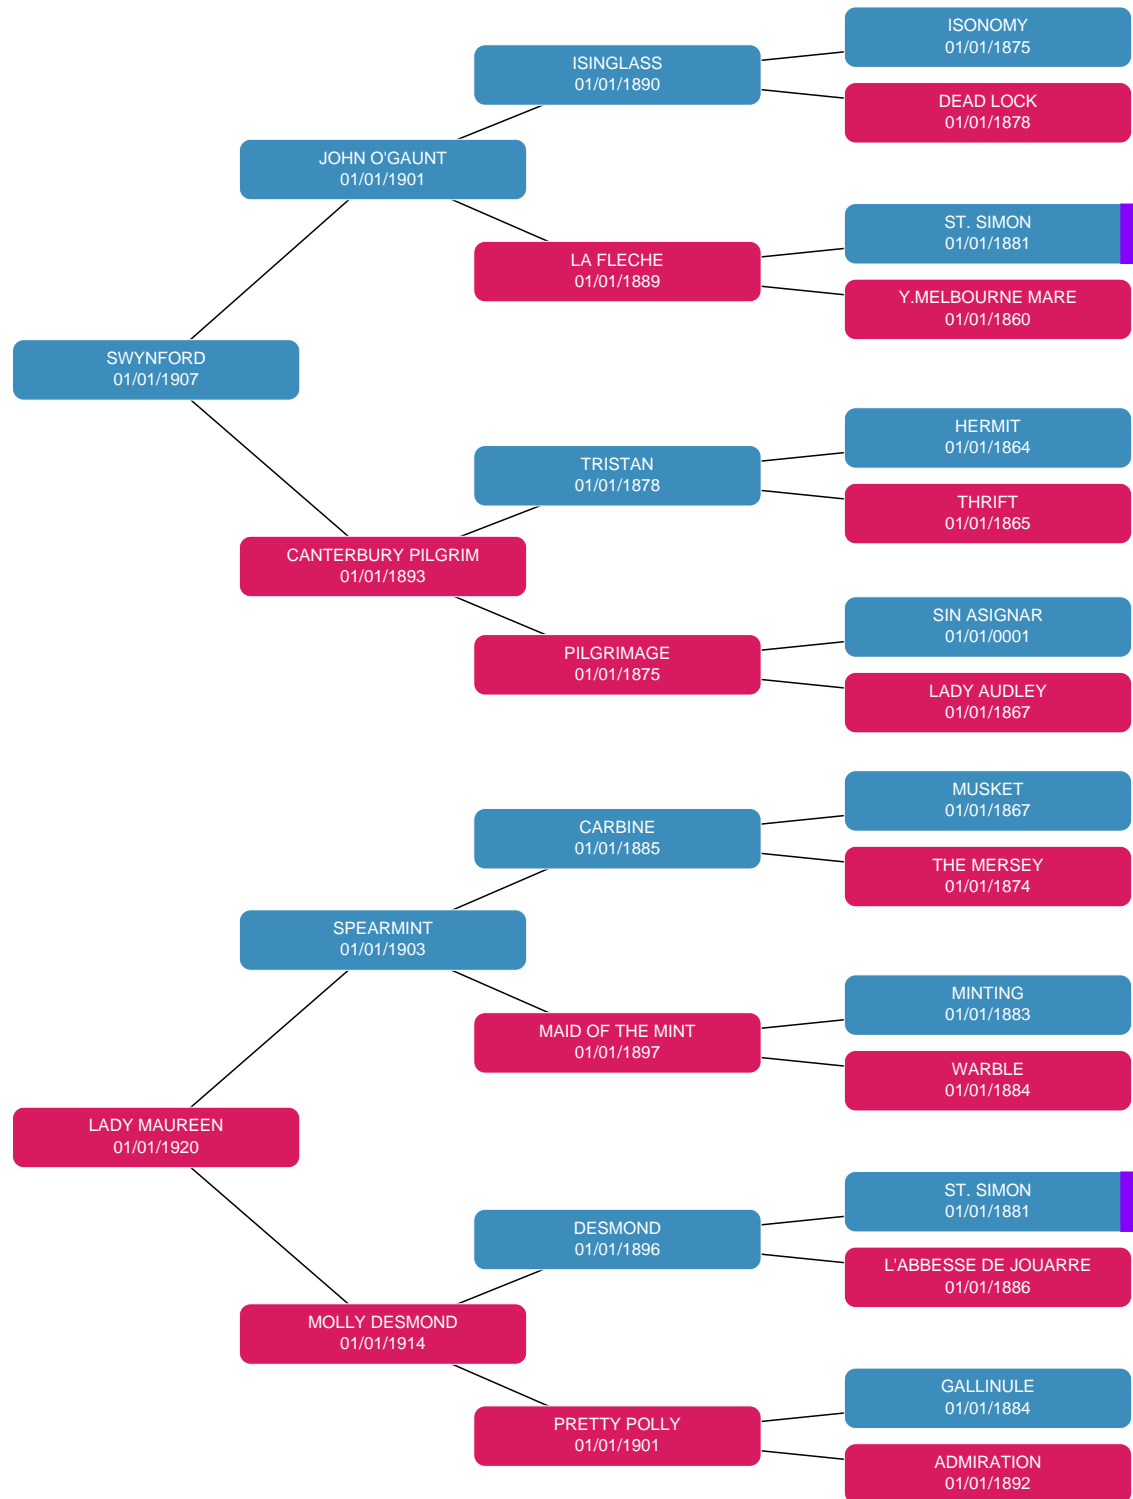 ISONOMY
01/01/1875
ISINGLASS
01/01/1890
DEAD LOCK
01/01/1878
JOHN O'GAUNT
01/01/1901
ST. SIMON
01/01/1881
LA FLECHE
01/01/1889
Y.MELBOURNE MARE
01/01/1860
SWYNFORD
01/01/1907
HERMIT
01/01/1864
TRISTAN
01/01/1878
THRIFT
01/01/1865
CANTERBURY PILGRIM
01/01/1893
SIN ASIGNAR
01/01/0001
PILGRIMAGE
01/01/1875
LADY AUDLEY
01/01/1867
MUSKET
01/01/1867
CARBINE
01/01/1885
THE MERSEY
01/01/1874
SPEARMINT
01/01/1903
MINTING
01/01/1883
MAID OF THE MINT
01/01/1897
WARBLE
01/01/1884
LADY MAUREEN
01/01/1920
ST. SIMON
01/01/1881
DESMOND
01/01/1896
L'ABBESSE DE JOUARRE
01/01/1886
MOLLY DESMOND
01/01/1914
GALLINULE
01/01/1884
PRETTY POLLY
01/01/1901
ADMIRATION
01/01/1892